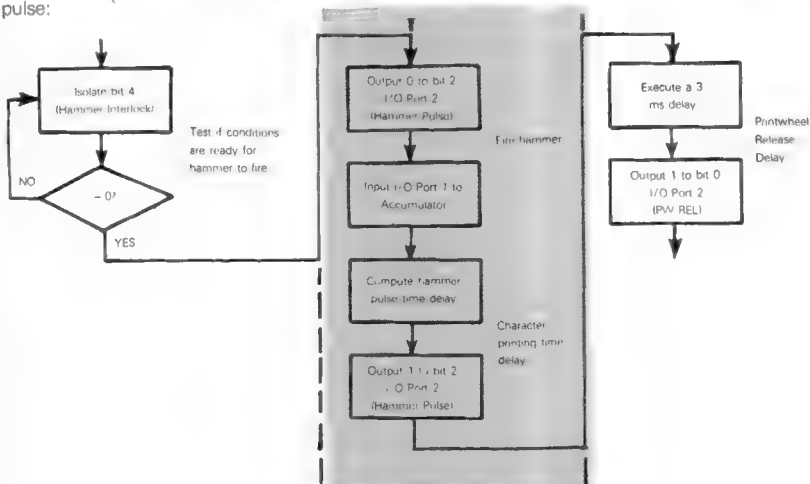 pulse:
Isolate bit 4
(Hammer Interlock)
Test if conditions
are ready for
hammer to fire
= 0?
NO
YES
Output 0 to bit 2
I/O Port 2
(Hammer Pulse)
Fire hammer
Input I/O Port 1 to
Accumulator
Compute hammer
pulse time delay
Character
printing time
delay
Output 1 to bit 2
I/O Port 2
(Hammer Pulse)
Execute a 3
ms delay
Printwheel
Release
Delay
Output 1 to bit 0
I/O Port 2
(PW REL)